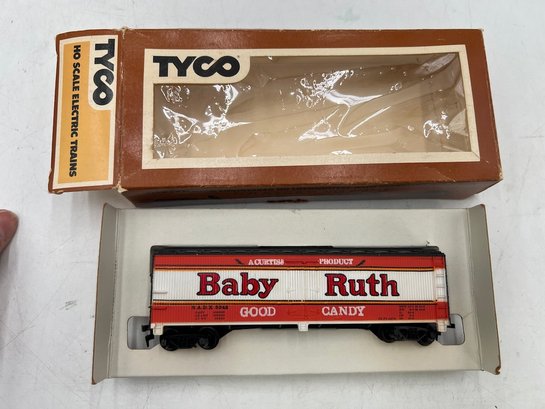 TYCO
HO SCALE ELECTRIC TRAINS
TYCO
A CURTISS PRODUCT
Baby Ruth
GOOD CANDY